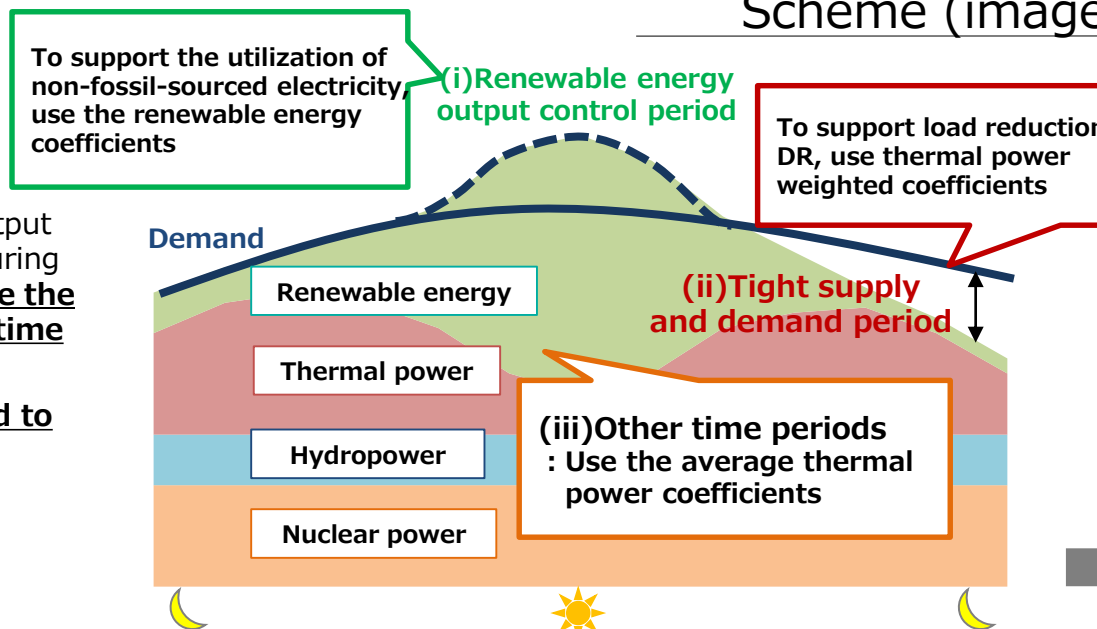 Scheme (image
To support the utilization of
non-fossil-sourced electricity,
use the renewable energy
coefficients
(i)Renewable energy
output control period
To support load reduction
DR, use thermal power
weighted coefficients
tput
uring
e the
time
d to
Demand
Renewable energy
(ii)Tight supply
and demand period
Thermal power
(iii)Other time periods
: Use the average thermal
power coefficients
Hydropower
Nuclear power